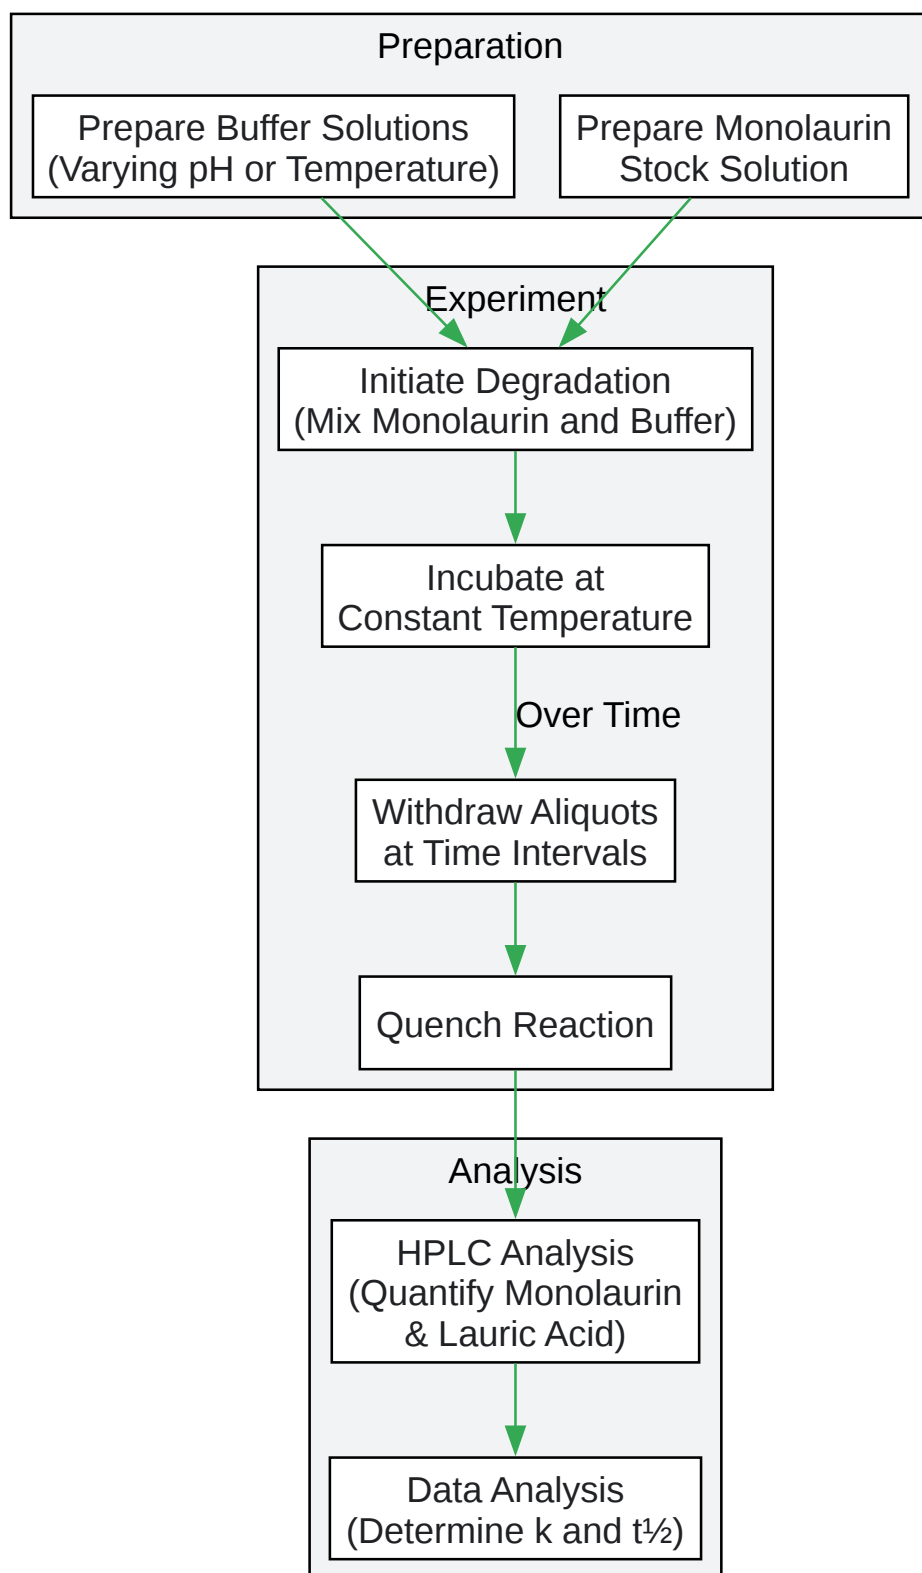 Preparation
Prepare Buffer Solutions
(Varying pH or Temperature)
Prepare Monolaurin
Stock Solution
Experiment
Initiate Degradation
(Mix Monolaurin and Buffer)
Incubate at
Constant Temperature
Over Time
Withdraw Aliquots
at Time Intervals
Quench Reaction
Analysis
HPLC Analysis
(Quantify Monolaurin
& Lauric Acid)
Data Analysis
(Determine k and t½)